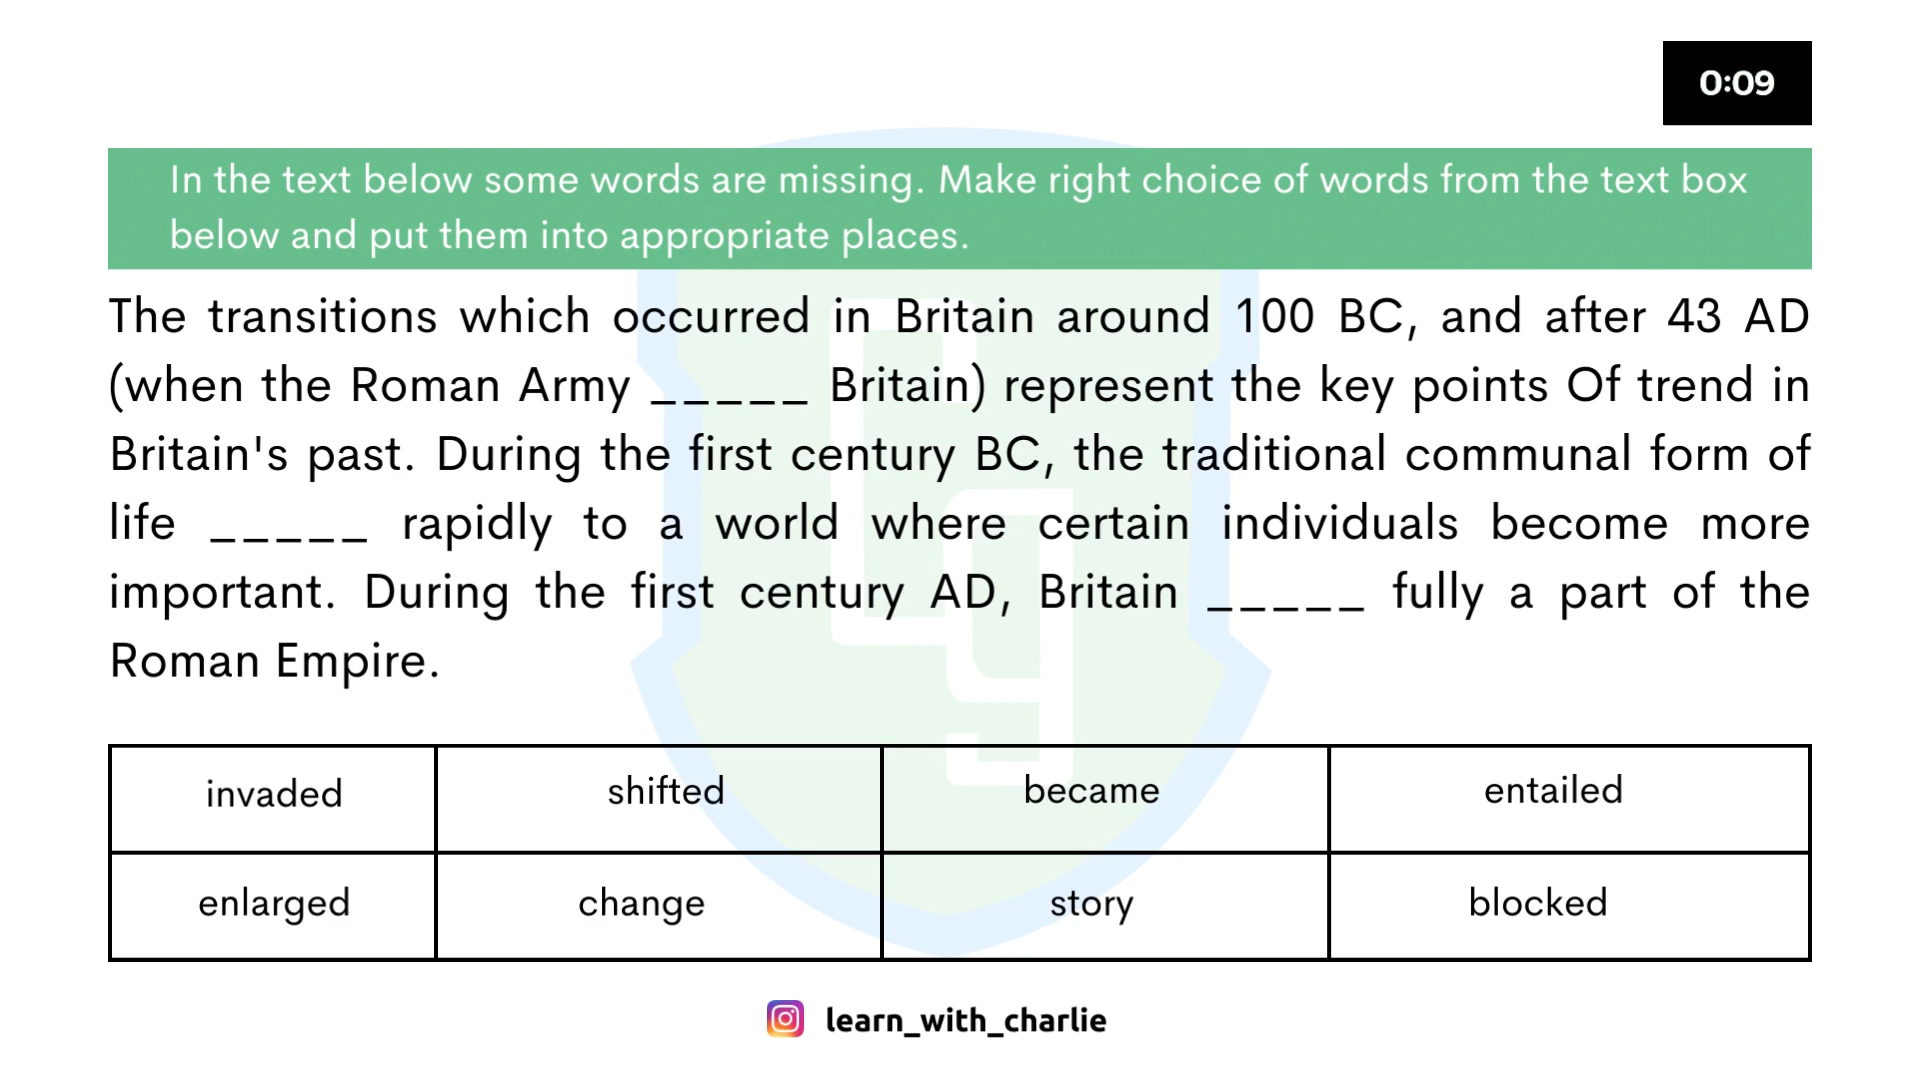 0:09
In the text below some words are missing. Make right choice of words from the text box
below and put them into appropriate places.
The transitions which occurred in Britain around 100 BC, and after 43 AD
(when the Roman Army _____ Britain) represent the key points Of trend in
Britain's past. During the first century BC, the traditional communal form of
life _____ rapidly to a world where certain individuals become more
important. During the first century AD, Britain _____ fully a part of the
Roman Empire.
invaded shifted became entailed
enlarged change story blocked
learn_with_charlie